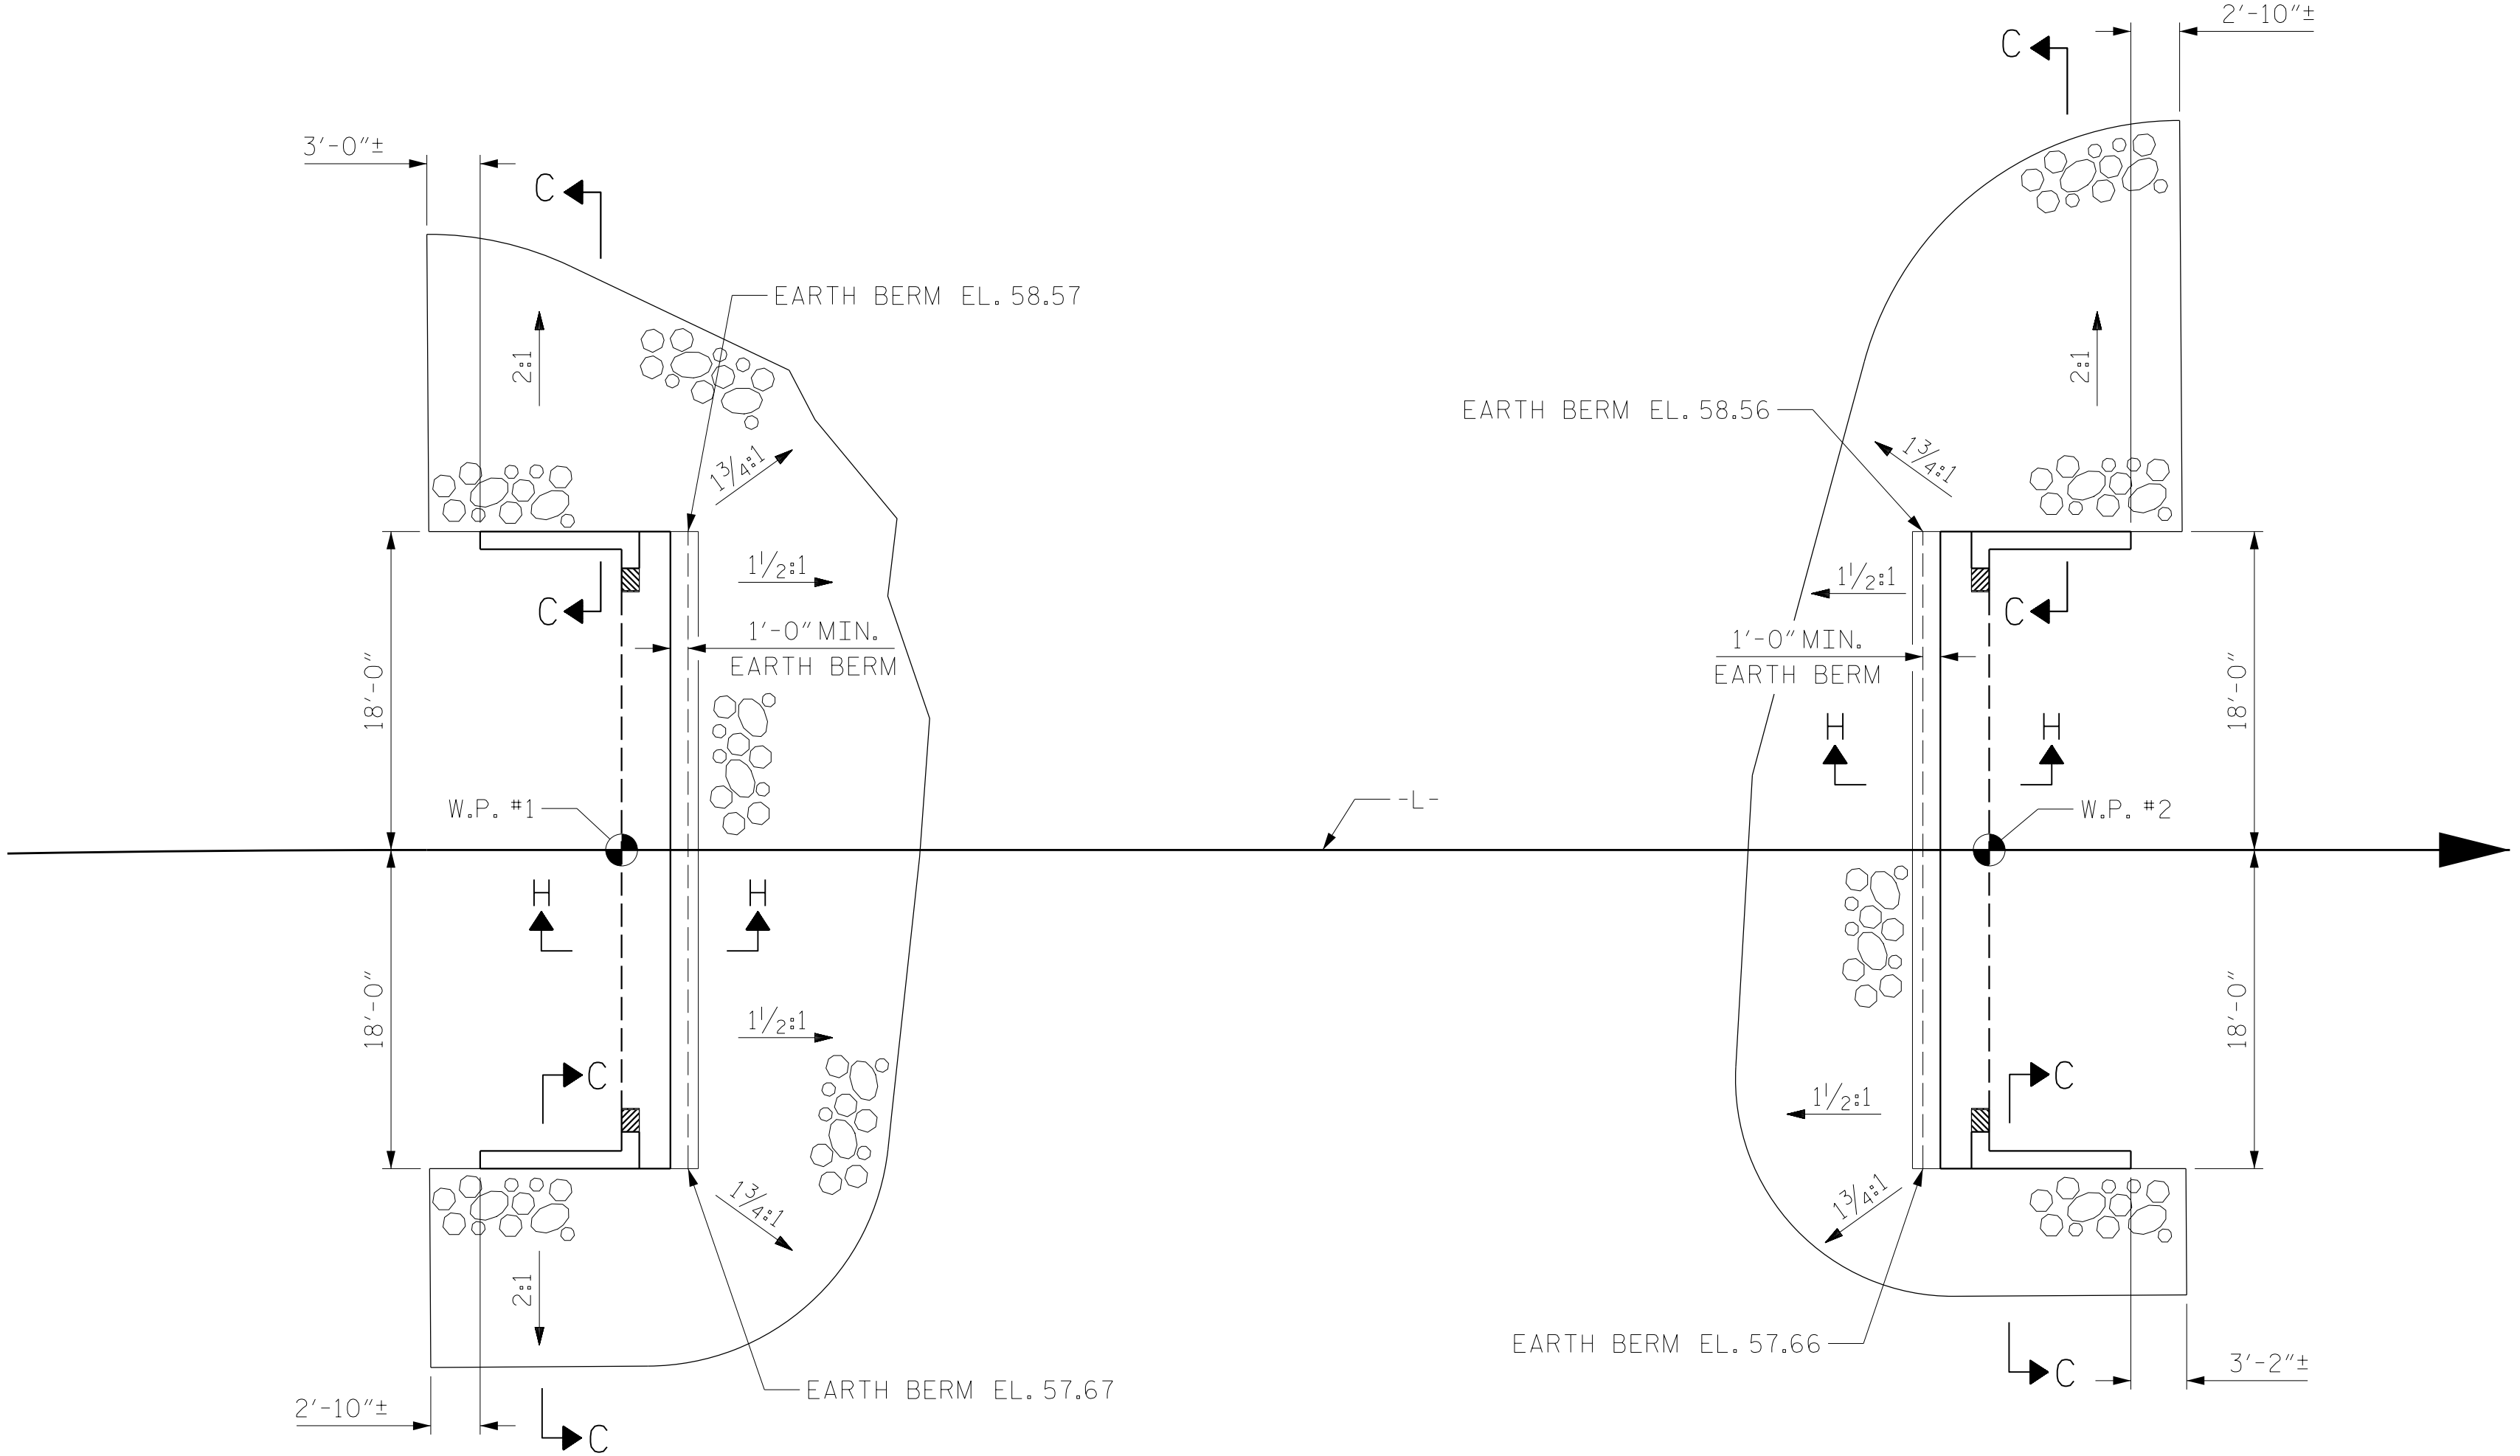 2'-10"±
C
3'-0"±
C
EARTH BERM EL. 58.57
2:1
2:1
EARTH BERM EL. 58.56
1 3/4:1
1 3/4:1
1 1/2:1
1 1/2:1
C
C
1'-0" MIN.
EARTH BERM
1'-0" MIN.
EARTH BERM
18'-0"
18'-0"
H
H
W.P. #1
-L-
W.P. #2
H
H
18'-0"
18'-0"
1 1/2:1
C
C
1 1/2:1
1 3/4:1
1 3/4:1
2:1
EARTH BERM EL. 57.66
3'-2"±
C
EARTH BERM EL. 57.67
2'-10"±
C